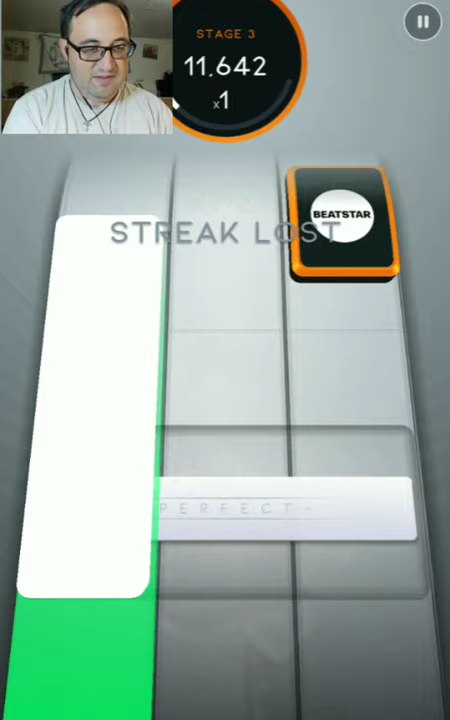 STAGE 3
11,642
x1
BEATSTAR
STREAK LOST
PERFECT+